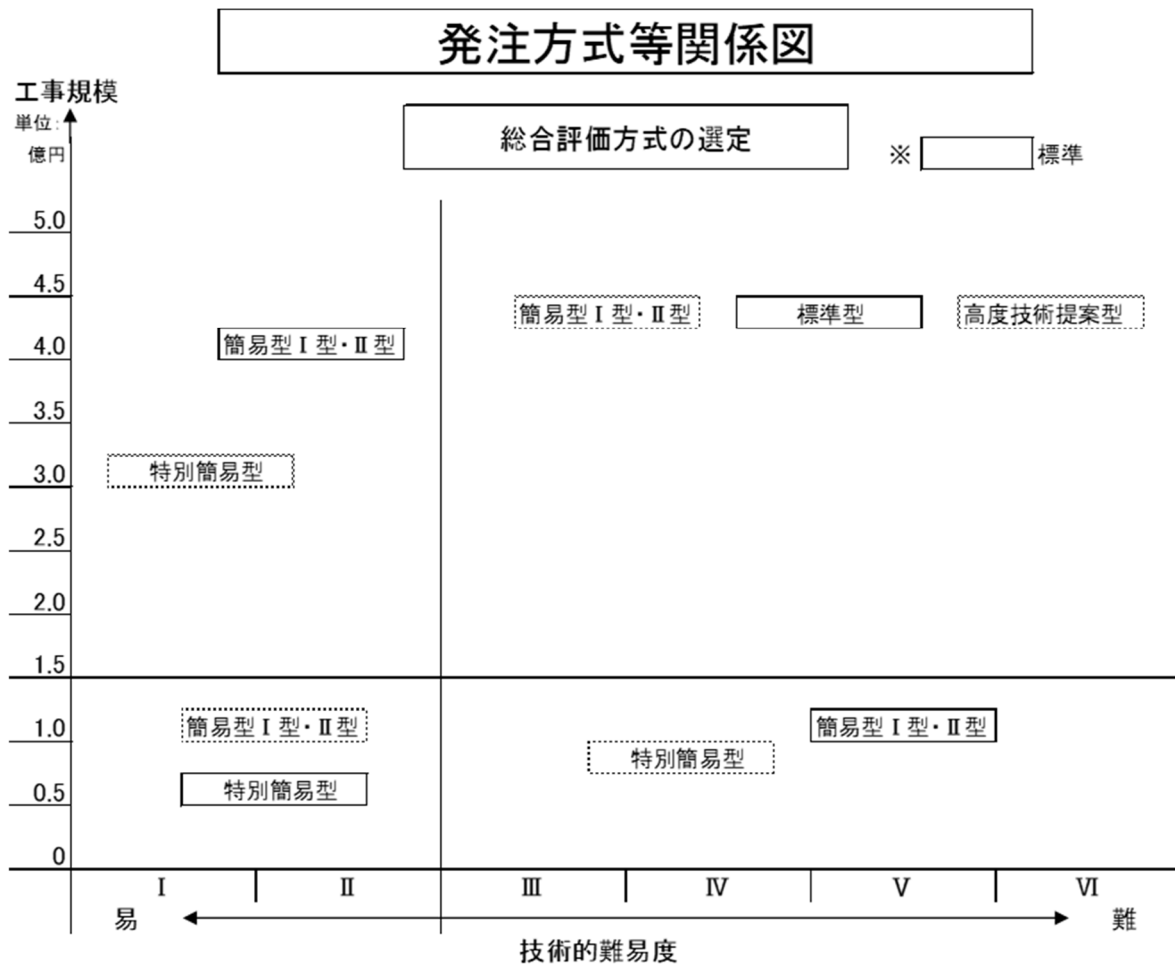 発注方式等関係図
工事規模
単位:
億円
総合評価方式の選定
※ 標準
5.0
4.5
簡易型Ⅰ型・Ⅱ型 標準型 高度技術提案型
簡易型Ⅰ型・Ⅱ型
4.0
3.5
特別簡易型
3.0
2.5
2.0
1.5
1.0
簡易型Ⅰ型・Ⅱ型 簡易型Ⅰ型・Ⅱ型
特別簡易型
特別簡易型
0.5
0
Ⅰ Ⅱ Ⅲ Ⅳ Ⅴ Ⅵ
易 難
技術的難易度